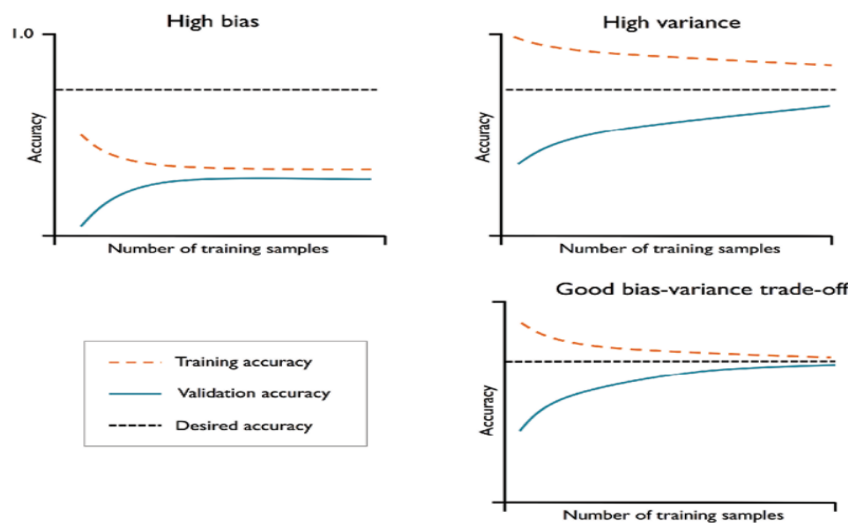 High bias
1.0
Accuracy
Number of training samples
High variance
Accuracy
Number of training samples
Good bias-variance trade-off
Accuracy
Number of training samples
Training accuracy
Validation accuracy
Desired accuracy